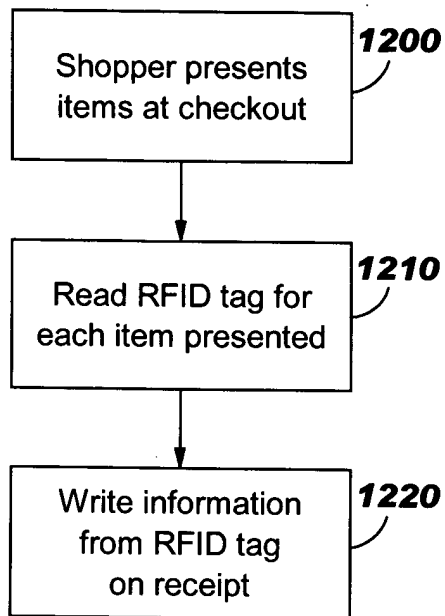 1200
Shopper presents
items at checkout
1210
Read RFID tag for
each item presented
1220
Write information
from RFID tag
on receipt